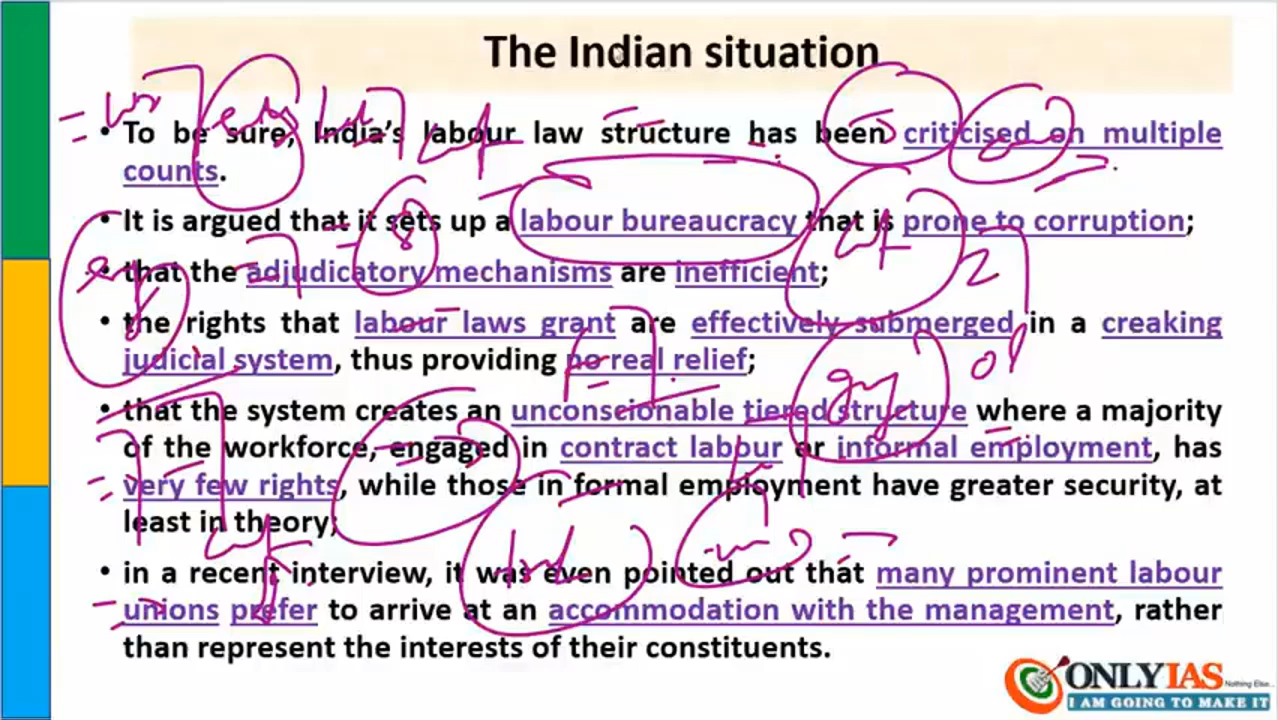 The Indian situation
• To be sure, India's labour law structure has been criticised on multiple
counts.
• It is argued that it sets up a labour bureaucracy that is prone to corruption;
• that the adjudicatory mechanisms are inefficient;
• the rights that labour laws grant are effectively submerged in a creaking
judicial system, thus providing no real relief;
• that the system creates an unconscionable tiered structure where a majority
of the workforce, engaged in contract labour or informal employment, has
very few rights, while those in formal employment have greater security, at
least in theory;
• in a recent interview, it was even pointed out that many prominent labour
unions prefer to arrive at an accommodation with the management, rather
than represent the interests of their constituents.
ONLYIAS
Nothing Else...
I AM GOING TO MAKE IT